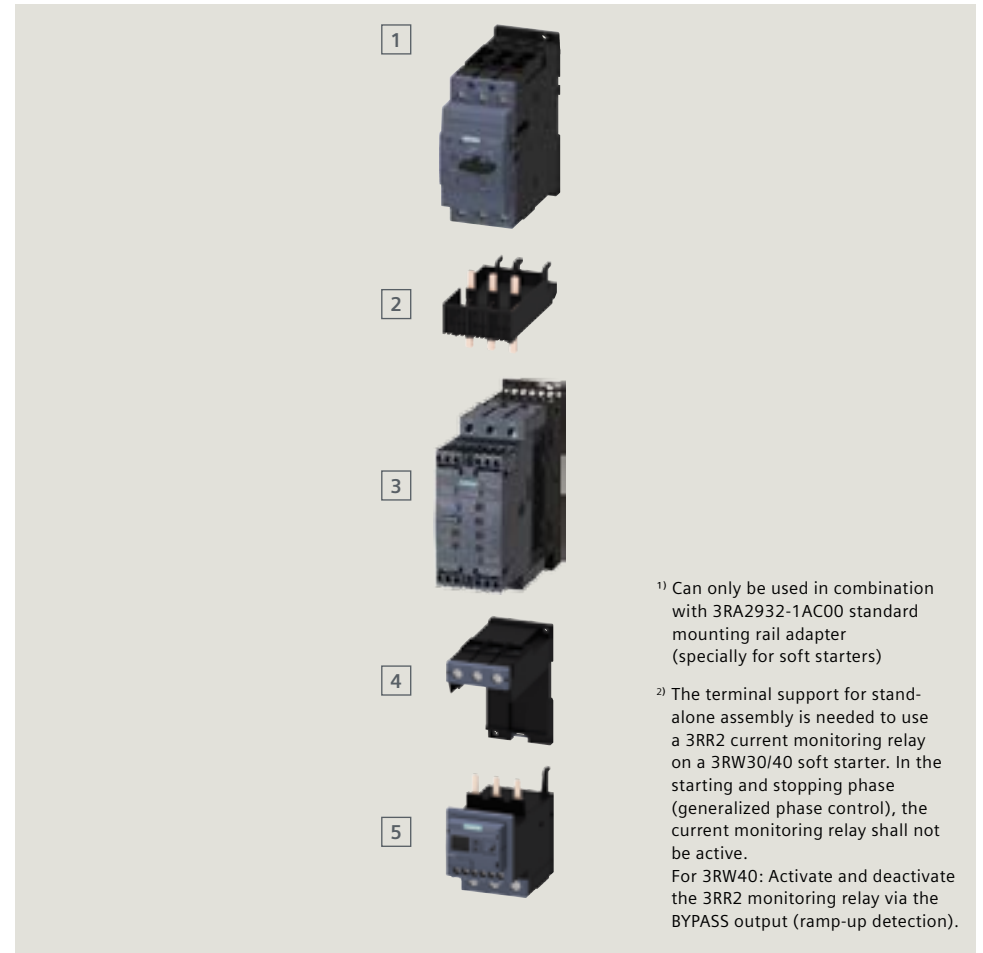 1
2
3
4
5
1) Can only be used in combination
with 3RA2932-1AC00 standard
mounting rail adapter
(specially for soft starters)
2) The terminal support for stand-
alone assembly is needed to use
a 3RR2 current monitoring relay
on a 3RW30/40 soft starter. In the
starting and stopping phase
(generalized phase control), the
current monitoring relay shall not
be active.
For 3RW40: Activate and deactivate
the 3RR2 monitoring relay via the
BYPASS output (ramp-up detection).